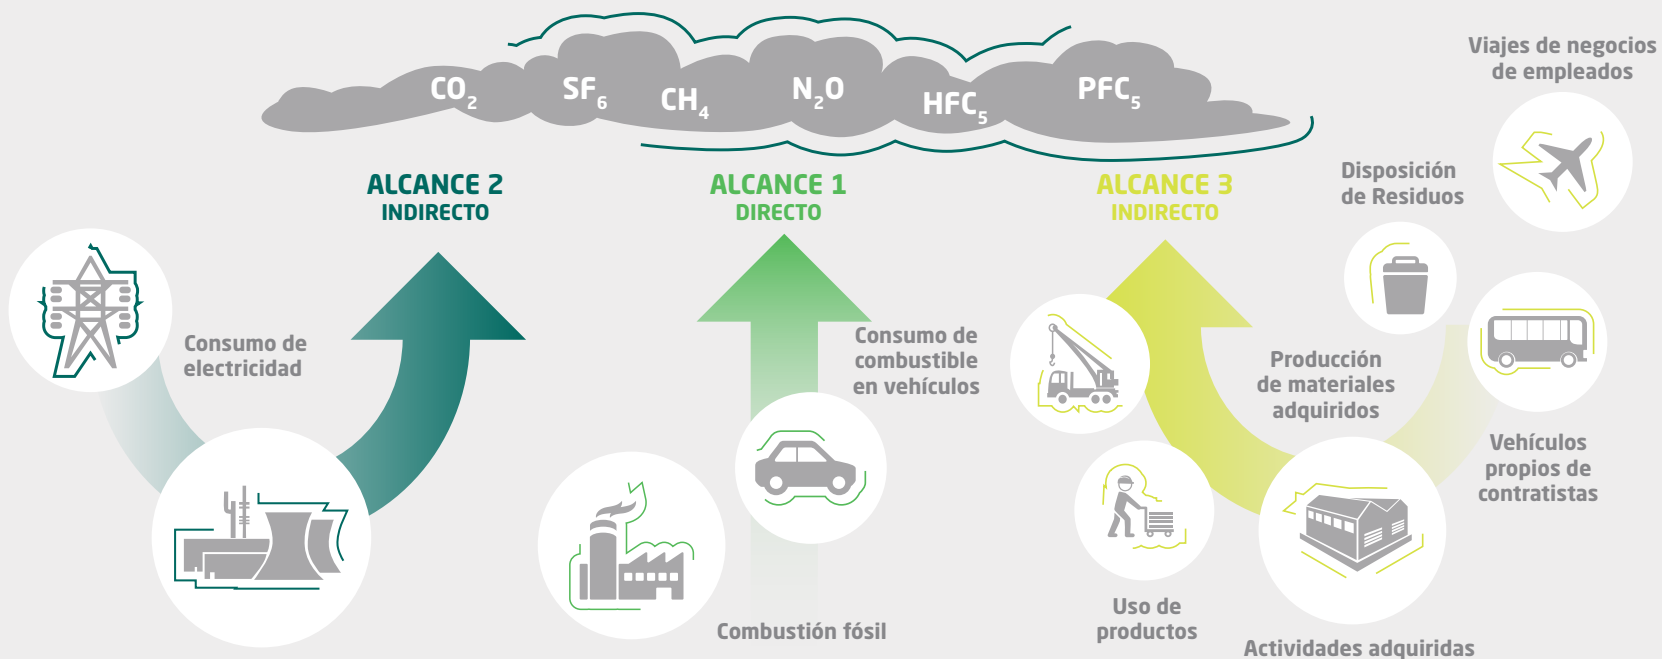 CO2
SF6
CH4
N2O
HFC5
PFC5
ALCANCE 2
INDIRECTO
Consumo de
electricidad
ALCANCE 1
DIRECTO
Consumo de
combustible
en vehículos
Combustión fósil
ALCANCE 3
INDIRECTO
Viajes de negocios
de empleados
Disposición
de Residuos
Producción
de materiales
adquiridos
Vehículos
propios de
contratistas
Uso de
productos
Actividades adquiridas